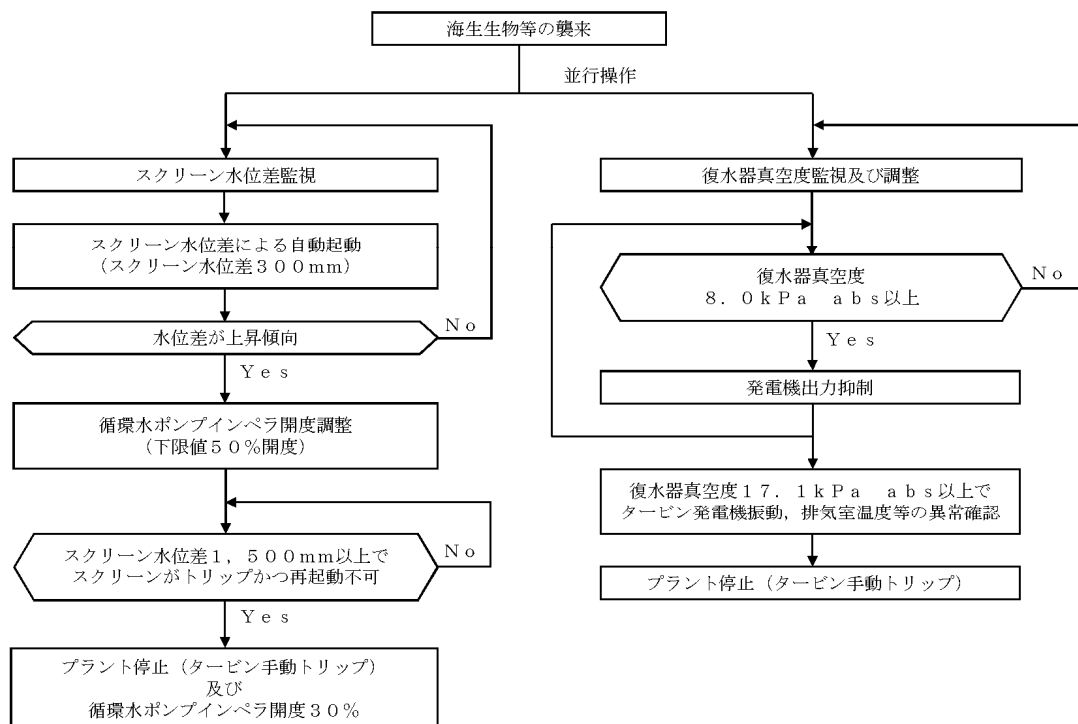 海生生物等の襲来
並行操作
スクリーン水位差監視
スクリーン水位差による自動起動
（スクリーン水位差３００ｍｍ）
水位差が上昇傾向
Ｎｏ
Ｙｅｓ
循環水ポンプインペラ開度調整
（下限値５０％開度）
スクリーン水位差１，５００ｍｍ以上で
スクリーンがトリップかつ再起動不可
Ｎｏ
Ｙｅｓ
プラント停止（タービン手動トリップ）
及び
循環水ポンプインペラ開度３０％
復水器真空度監視及び調整
復水器真空度
８．０ｋＰａ　ａｂｓ以上
Ｎｏ
Ｙｅｓ
発電機出力抑制
復水器真空度１７．１ｋＰａ　ａｂｓ以上で
タービン発電機振動，排気室温度等の異常確認
プラント停止（タービン手動トリップ）